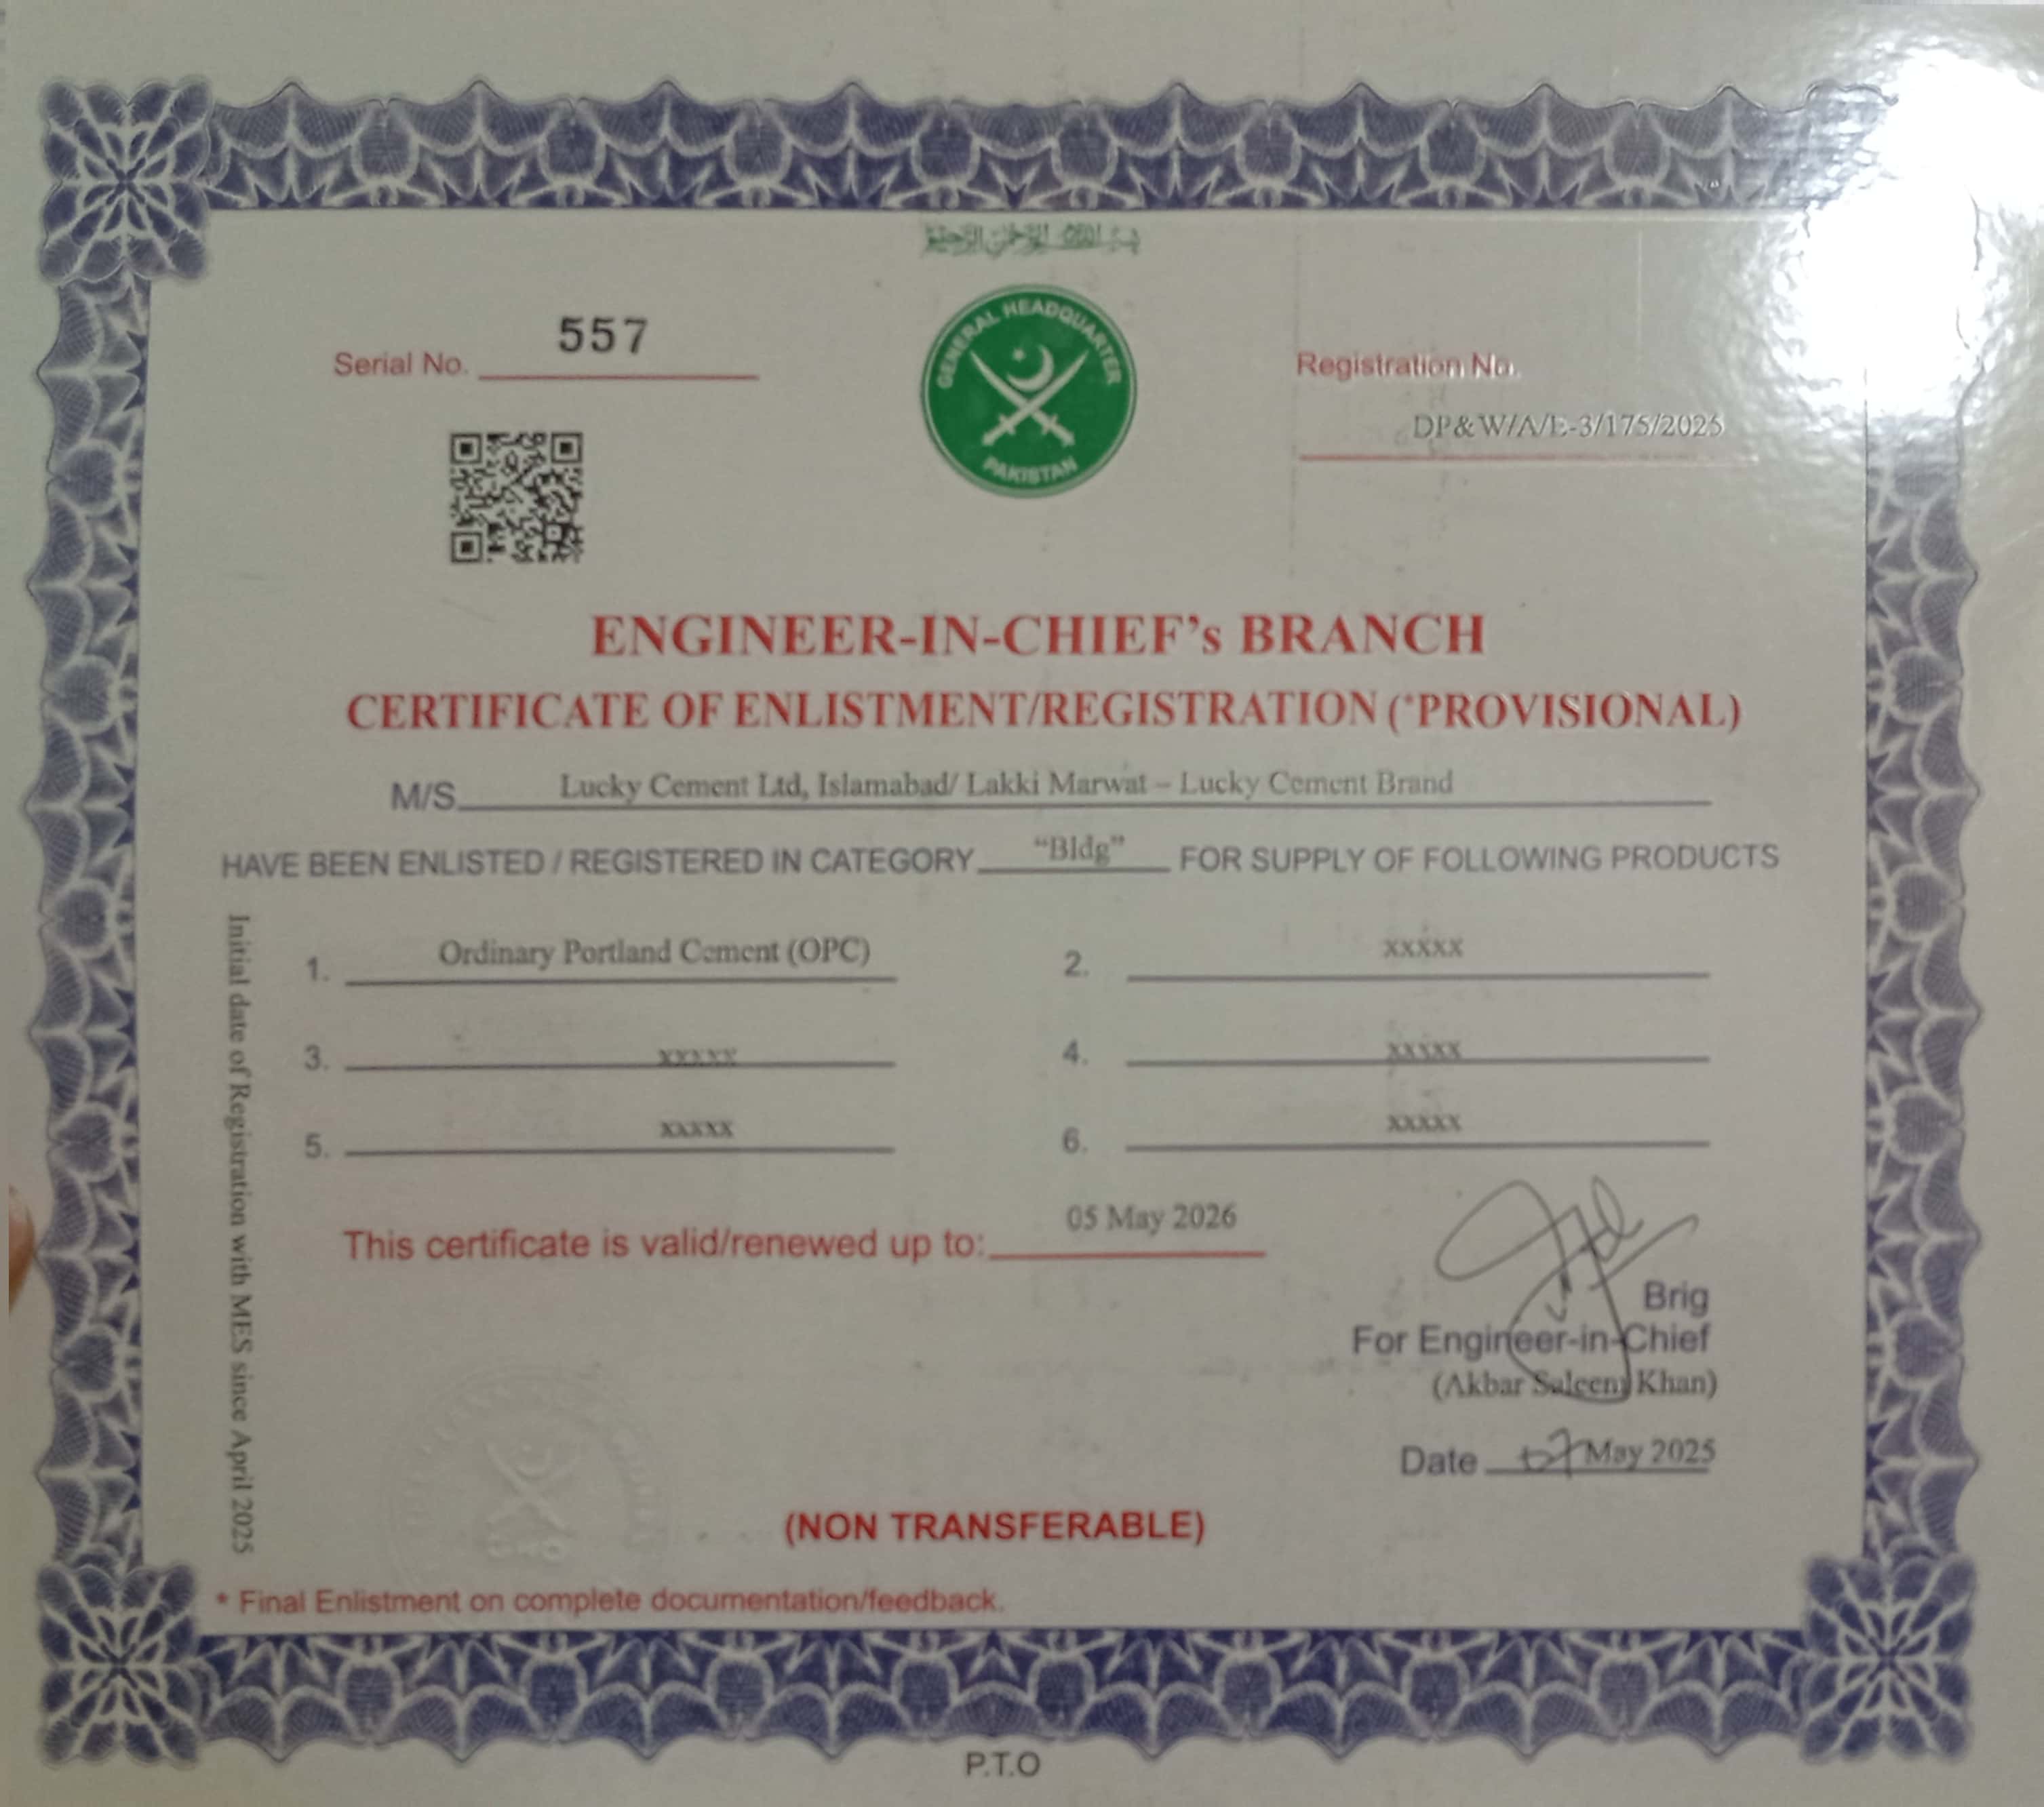 بسم الله الرحمن الرحيم
GENERAL HEADQUARTER
PAKISTAN
Serial No. 557
Registration No.
DP&W/A/E-3/175/2025
ENGINEER-IN-CHIEF's BRANCH
CERTIFICATE OF ENLISTMENT/REGISTRATION (*PROVISIONAL)
M/S Lucky Cement Ltd, Islamabad/ Lakki Marwat – Lucky Cement Brand
HAVE BEEN ENLISTED / REGISTERED IN CATEGORY "Bldg" FOR SUPPLY OF FOLLOWING PRODUCTS
1. Ordinary Portland Cement (OPC)
2. xxxxx
3. xxxxx
4. xxxxx
5. xxxxx
6. xxxxx
Initial date of Registration with MES since April 2025
This certificate is valid/renewed up to: 05 May 2026
Brig
For Engineer-in-Chief
(Akbar Saleem Khan)
Date 07 May 2025
(NON TRANSFERABLE)
* Final Enlistment on complete documentation/feedback.
P.T.O